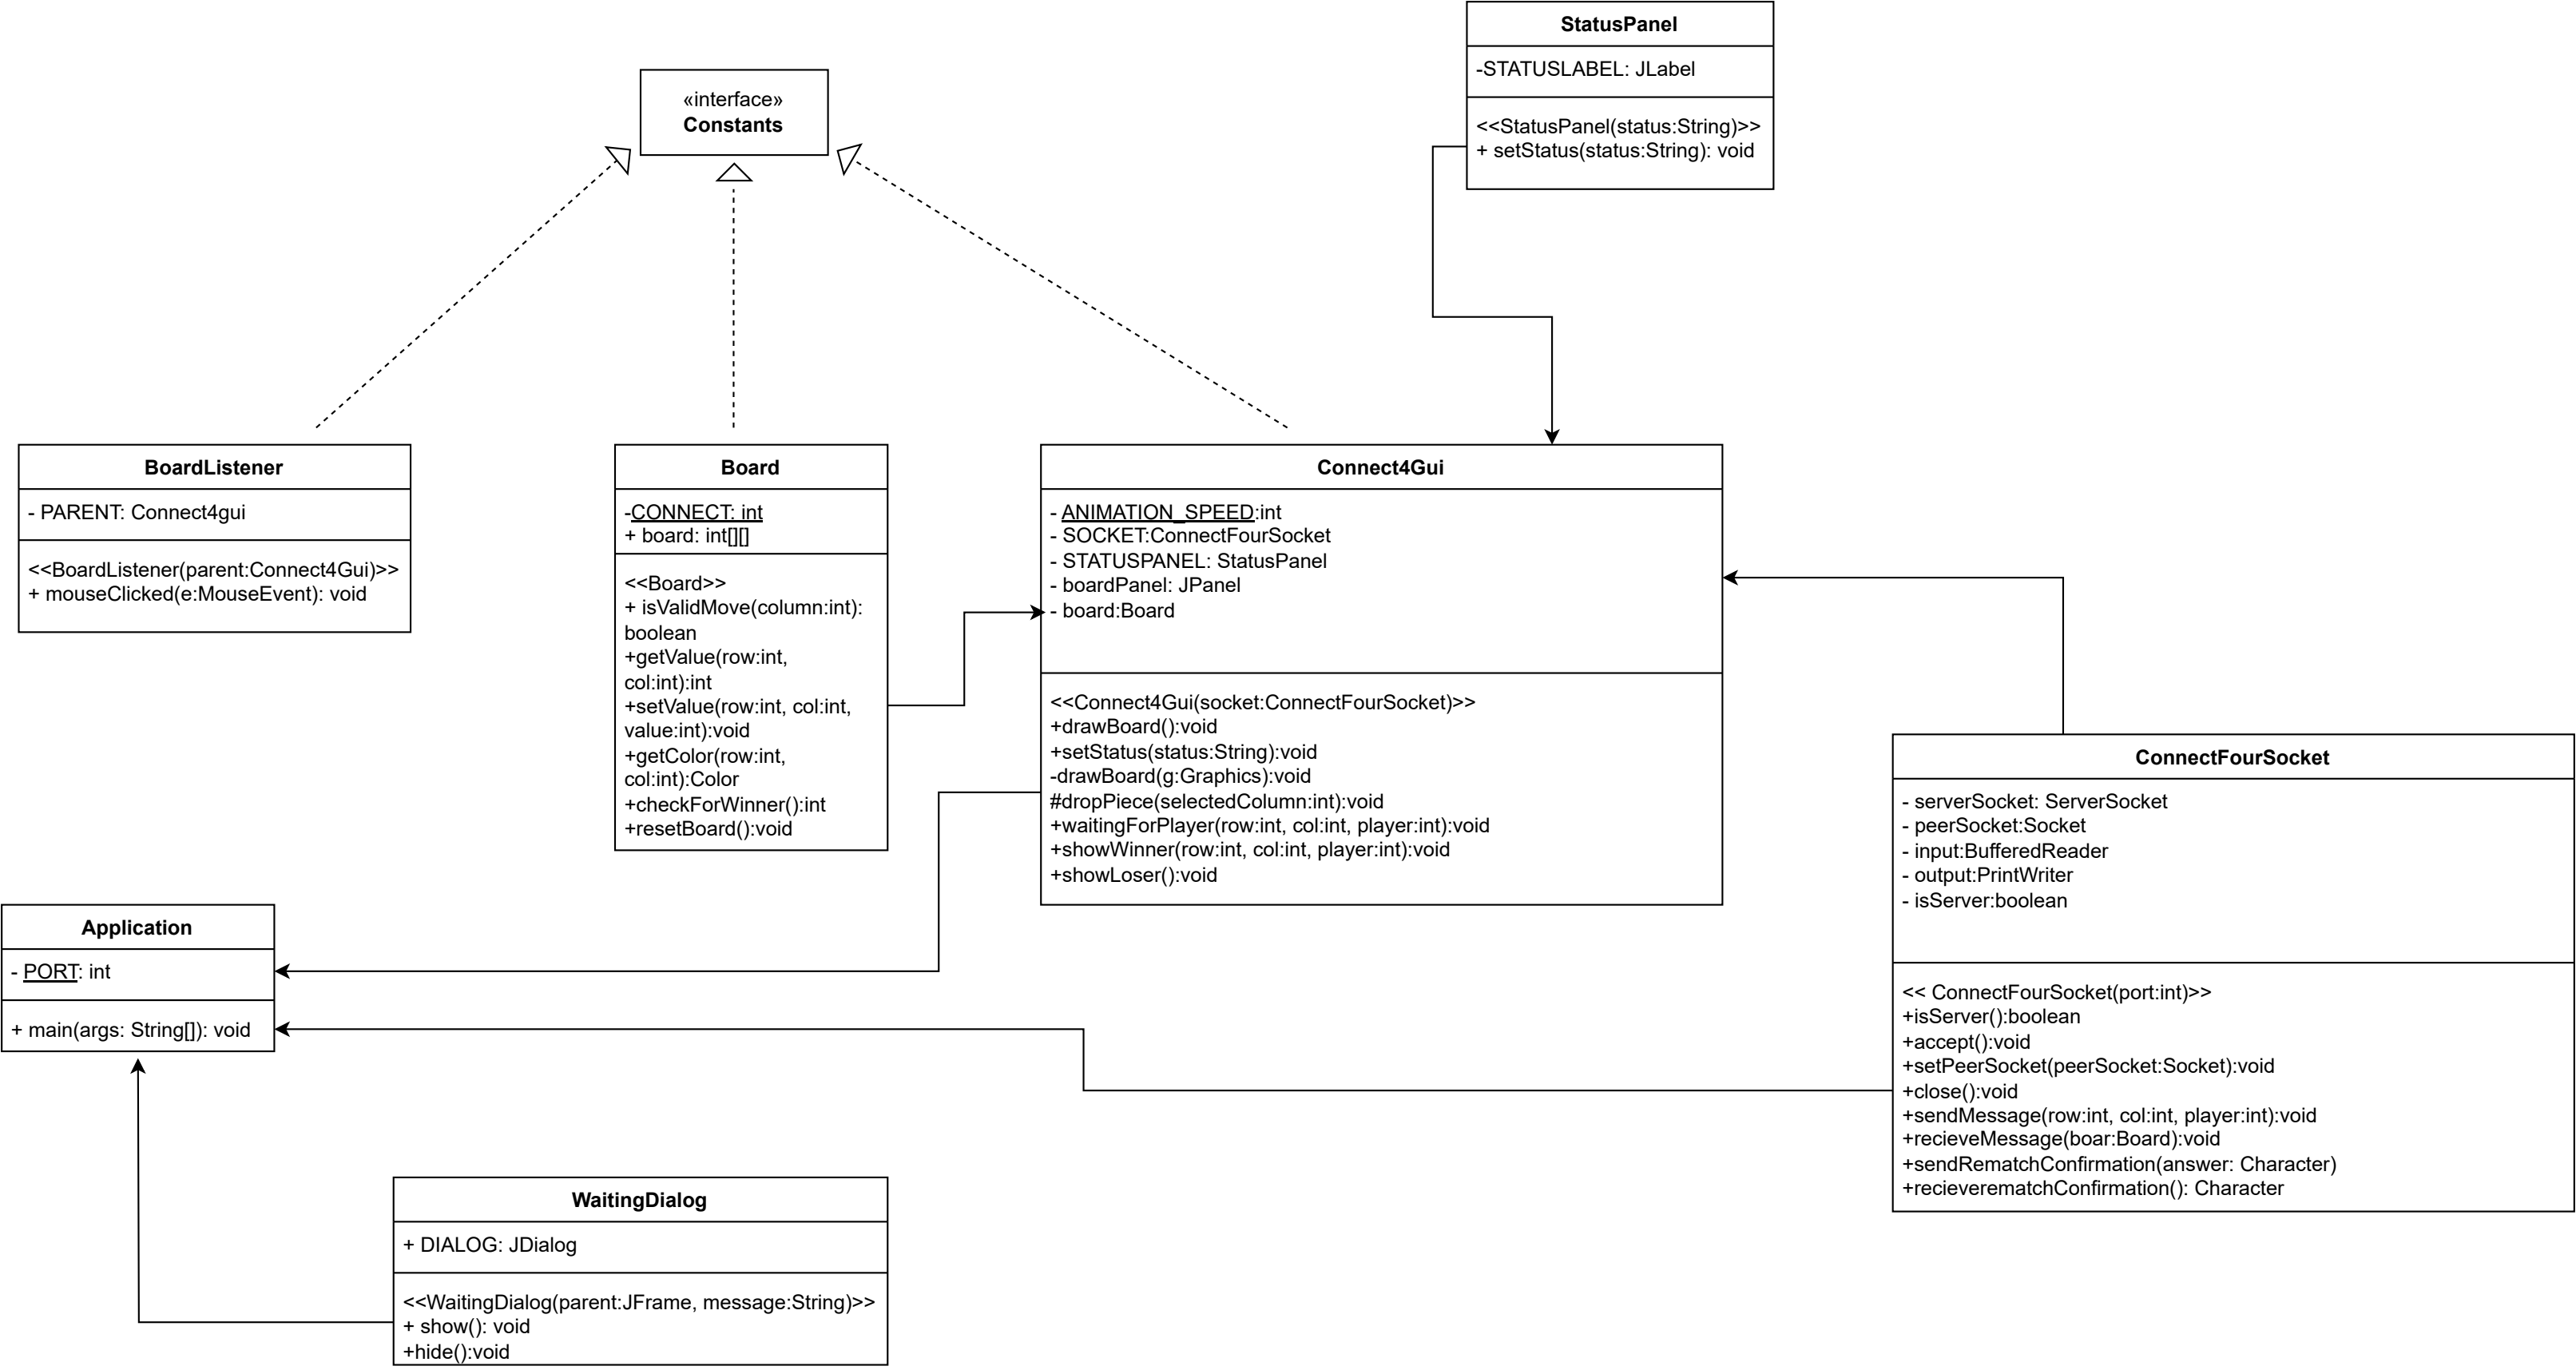 StatusPanel
-STATUSLABEL: JLabel
<<StatusPanel(status:String)>>
+ setStatus(status:String): void
«interface»
Constants
BoardListener
- PARENT: Connect4gui
<<BoardListener(parent:Connect4Gui)>>
+ mouseClicked(e:MouseEvent): void
Board
-CONNECT: int
+ board: int[][]
<<Board>>
+ isValidMove(column:int):
boolean
+getValue(row:int,
col:int):int
+setValue(row:int, col:int,
value:int):void
+getColor(row:int,
col:int):Color
+checkForWinner():int
+resetBoard():void
Connect4Gui
- ANIMATION_SPEED:int
- SOCKET:ConnectFourSocket
- STATUSPANEL: StatusPanel
- boardPanel: JPanel
- board:Board
<<Connect4Gui(socket:ConnectFourSocket)>>
+drawBoard():void
+setStatus(status:String):void
-drawBoard(g:Graphics):void
#dropPiece(selectedColumn:int):void
+waitingForPlayer(row:int, col:int, player:int):void
+showWinner(row:int, col:int, player:int):void
+showLoser():void
ConnectFourSocket
- serverSocket: ServerSocket
- peerSocket:Socket
- input:BufferedReader
- output:PrintWriter
- isServer:boolean
<< ConnectFourSocket(port:int)>>
+isServer():boolean
+accept():void
+setPeerSocket(peerSocket:Socket):void
+close():void
+sendMessage(row:int, col:int, player:int):void
+recieveMessage(boar:Board):void
+sendRematchConfirmation(answer: Character)
+recieverematchConfirmation(): Character
Application
- PORT: int
+ main(args: String[]): void
WaitingDialog
+ DIALOG: JDialog
<<WaitingDialog(parent:JFrame, message:String)>>
+ show(): void
+hide():void